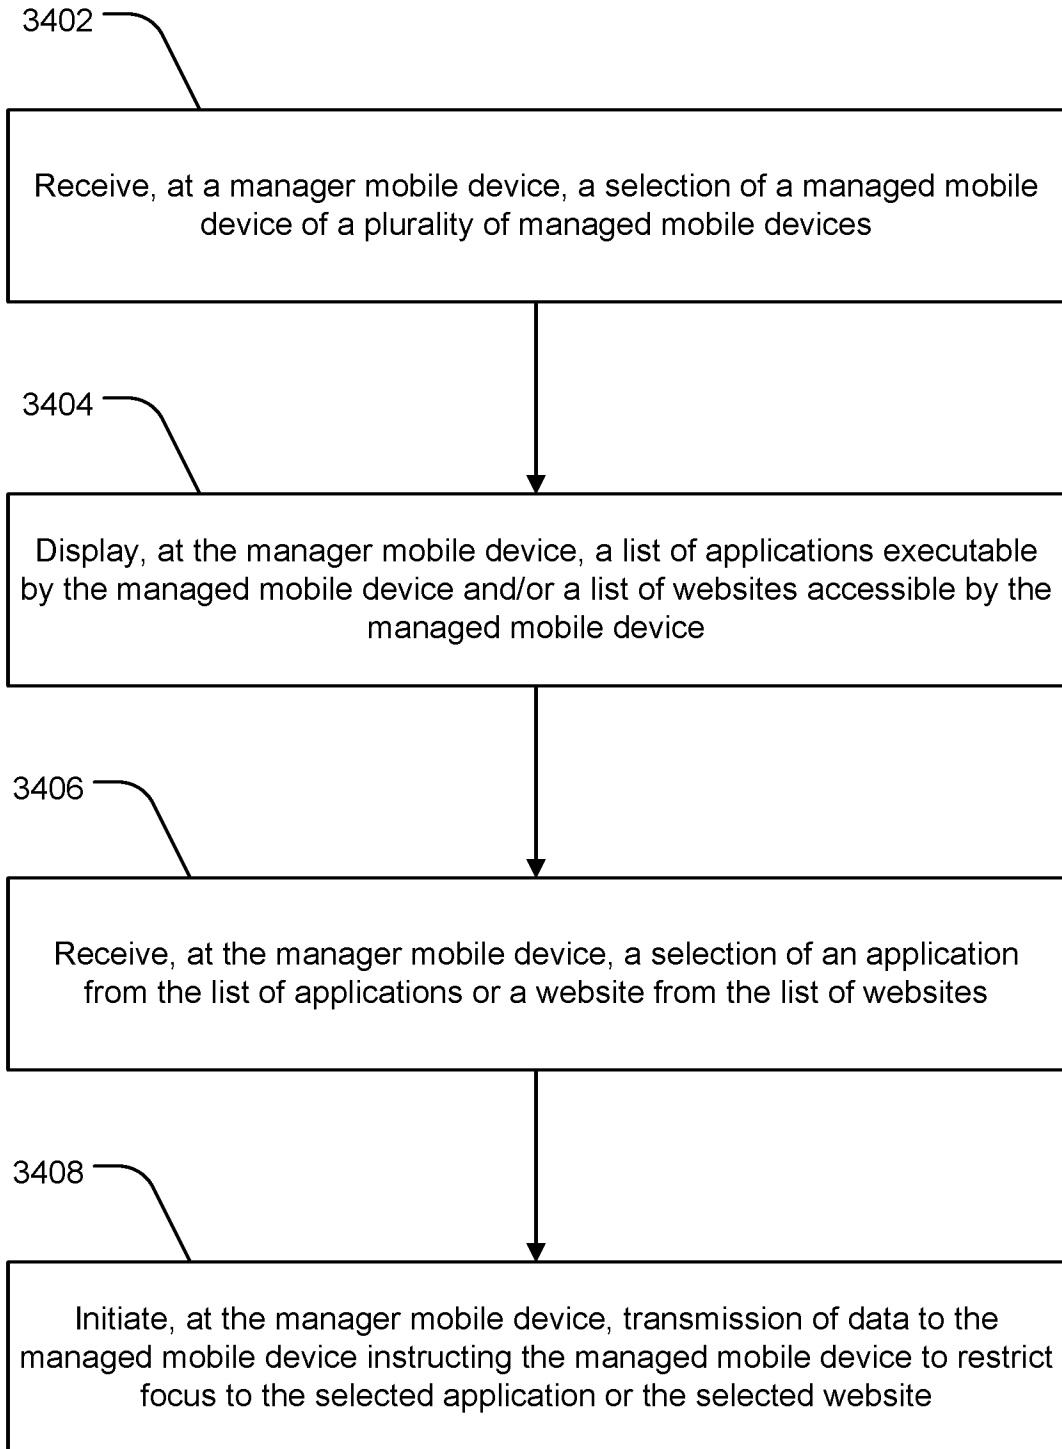 3402
Receive, at a manager mobile device, a selection of a managed mobile
device of a plurality of managed mobile devices
3404
Display, at the manager mobile device, a list of applications executable
by the managed mobile device and/or a list of websites accessible by the
managed mobile device
3406
Receive, at the manager mobile device, a selection of an application
from the list of applications or a website from the list of websites
3408
Initiate, at the manager mobile device, transmission of data to the
managed mobile device instructing the managed mobile device to restrict
focus to the selected application or the selected website